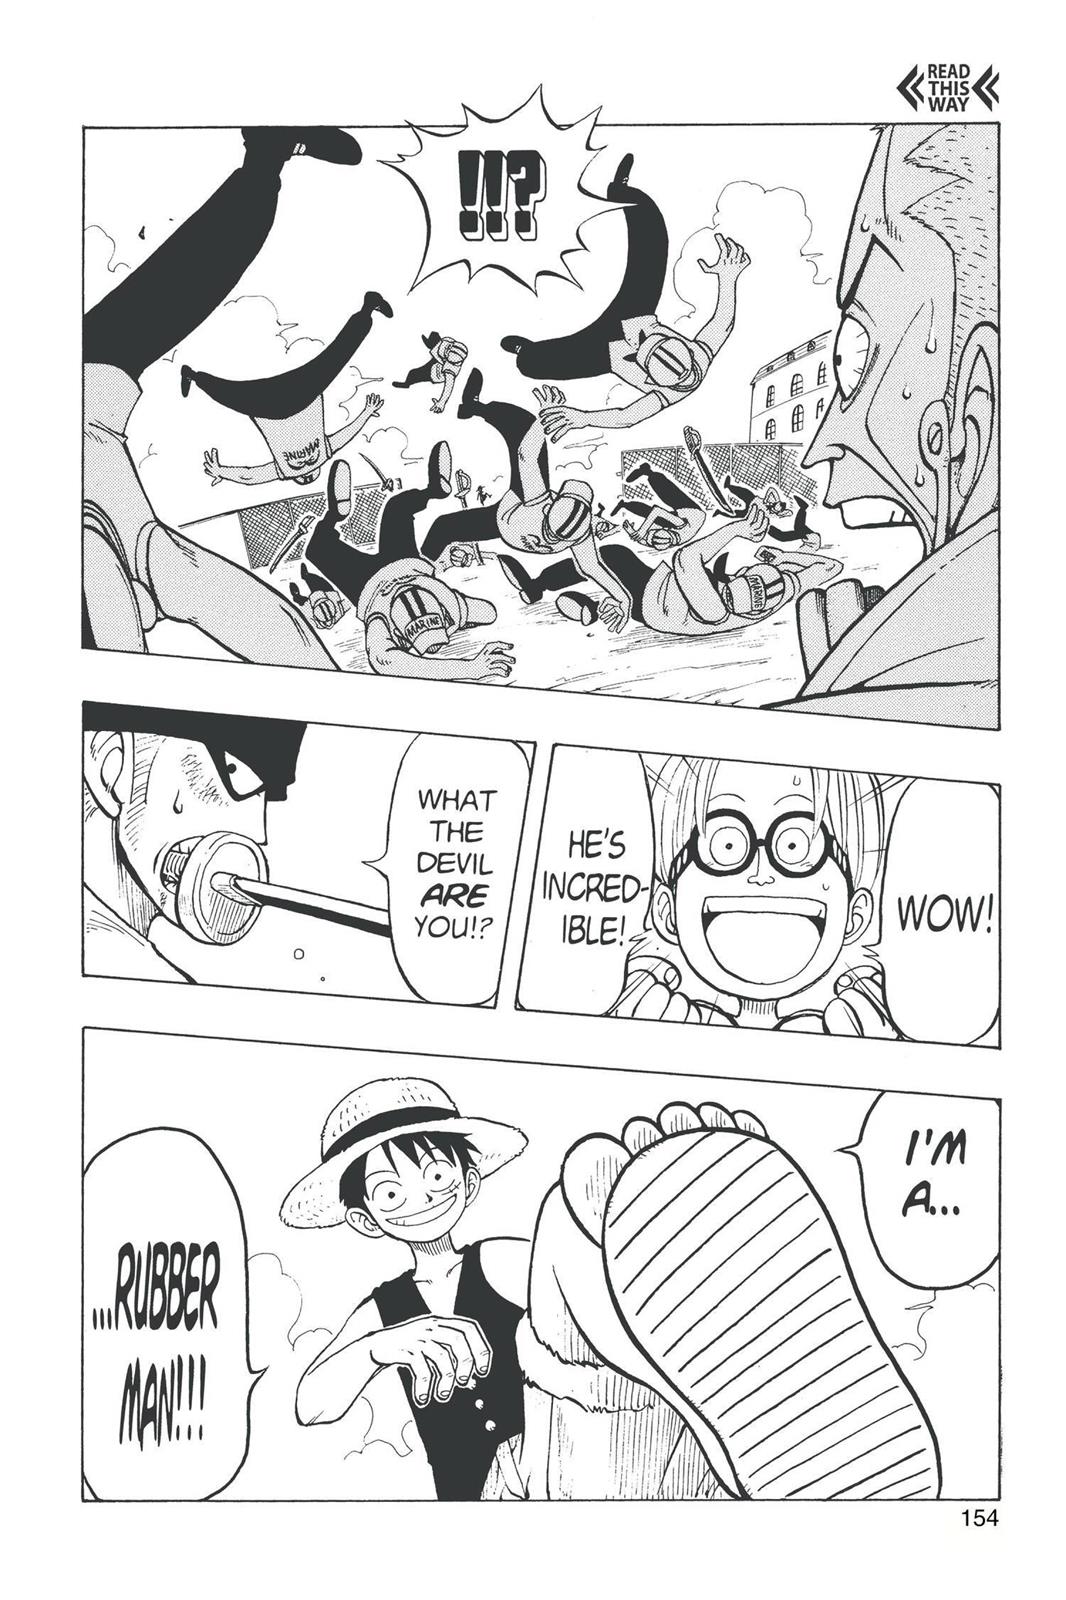 READ
THIS
WAY
!!?
MARINE
MARINE
MARINE
WOW!
HE'S
INCRED-
IBLE!
WHAT
THE
DEVIL
ARE
YOU!?
I'M
A...
...RUBBER
MAN!!!
154